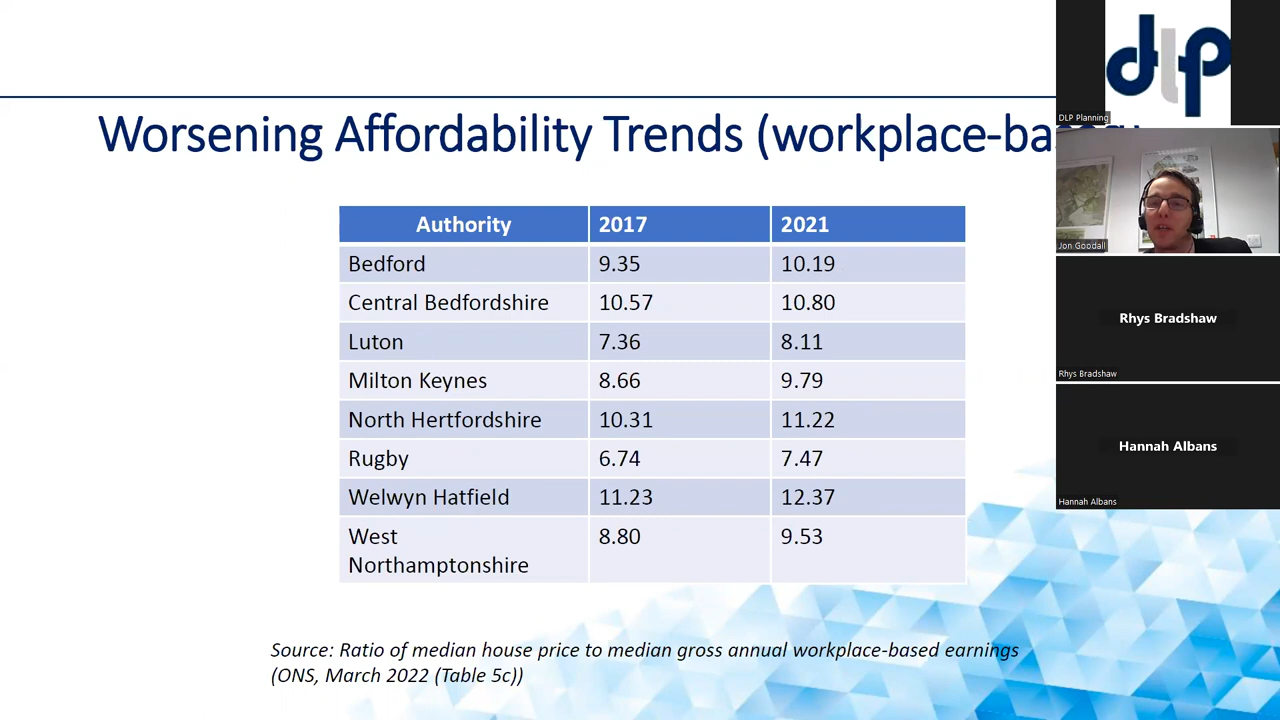 Worsening Affordability Trends (workplace-based)
Authority 2017 2021
Bedford 9.35 10.19
Central Bedfordshire 10.57 10.80
Luton 7.36 8.11
Milton Keynes 8.66 9.79
North Hertfordshire 10.31 11.22
Rugby 6.74 7.47
Welwyn Hatfield 11.23 12.37
West 8.80 9.53
Northamptonshire
Source: Ratio of median house price to median gross annual workplace-based earnings
(ONS, March 2022 (Table 5c))
dlp
DLP Planning
Jon Goodall
Rhys Bradshaw
Rhys Bradshaw
Hannah Albans
Hannah Albans